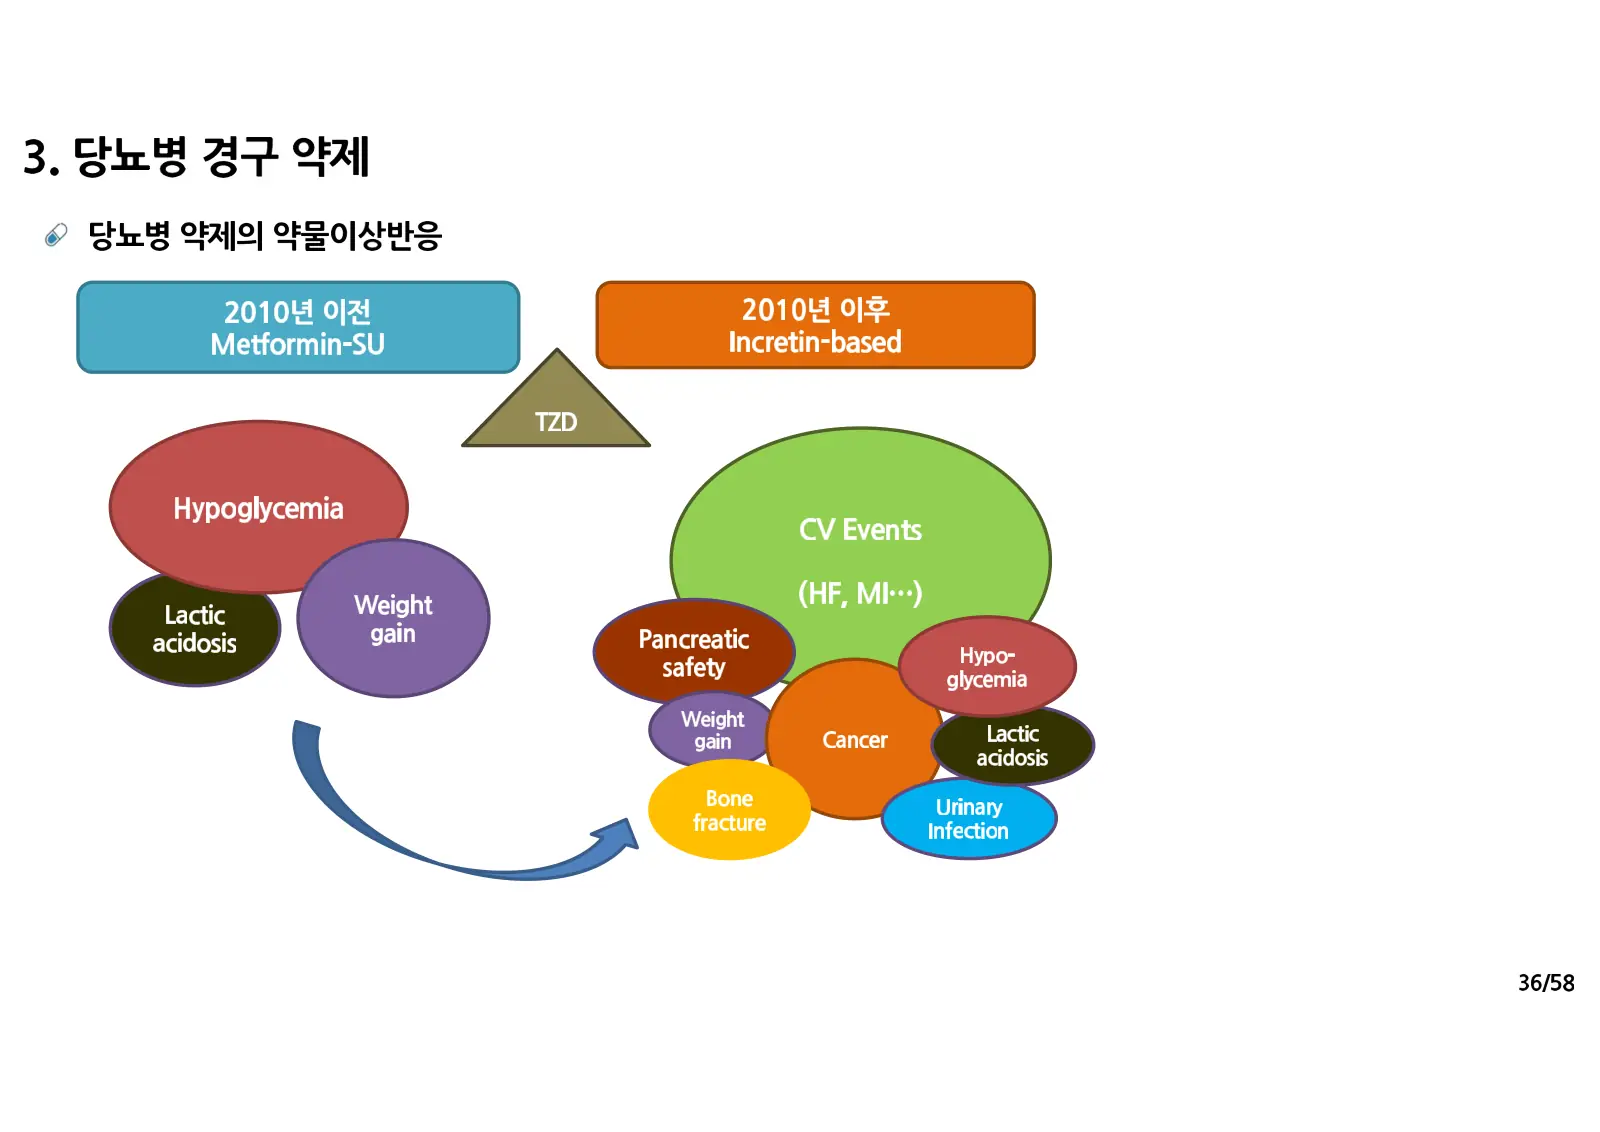 3. 당뇨병 경구 약제
당뇨병 약제의 약물이상반응
2010년 이전
Metformin-SU
2010년 이후
Incretin-based
TZD
Hypoglycemia
Lactic
acidosis
Weight
gain
CV Events
(HF, MI…)
Pancreatic
safety
Hypo-
glycemia
Weight
gain
Cancer
Lactic
acidosis
Bone
fracture
Urinary
Infection
36/58